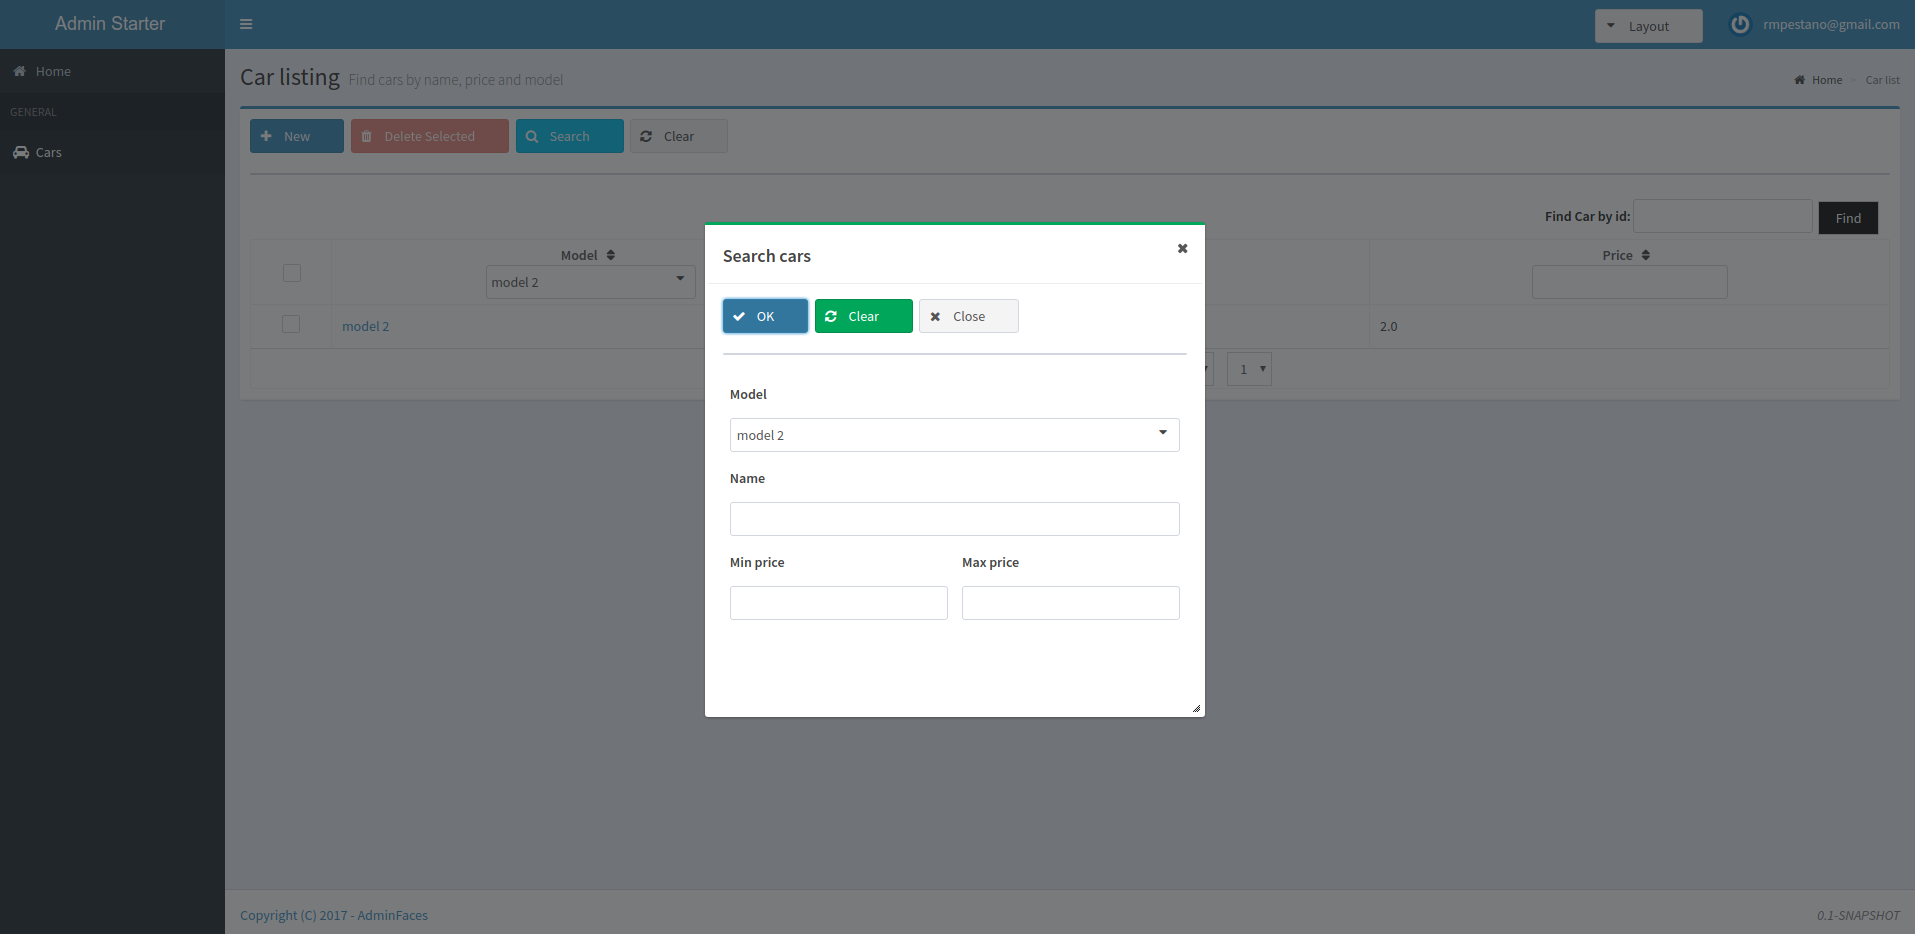 Admin Starter
Layout
rmpestano@gmail.com
Home
GENERAL
Cars
Car listing Find cars by name, price and model
Home Car list
New Delete Selected Search Clear
Find Car by id: Find
Model Price
model 2
model 2 2.0
1
Search cars
OK Clear Close
Model
model 2
Name
Min price Max price
Copyright (C) 2017 - AdminFaces 0.1-SNAPSHOT